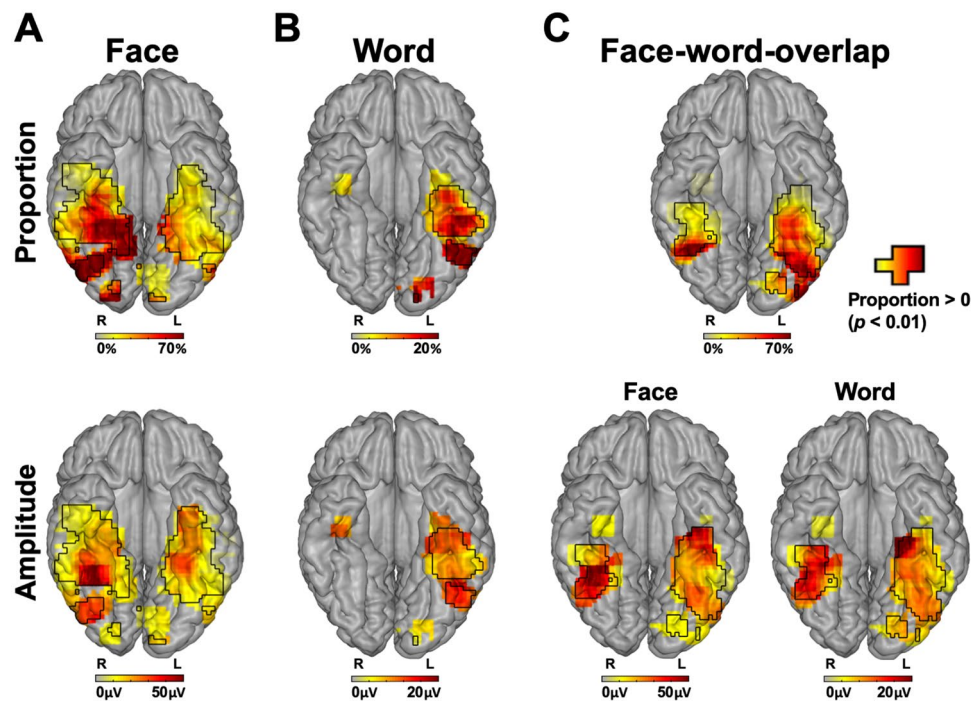 A
B
C
Face
Word
Face-word-overlap
Proportion
R L
0% 70%
R L
0% 20%
R L
0% 70%
Proportion > 0
(p < 0.01)
Face
Word
Amplitude
R L
0µV 50µV
R L
0µV 20µV
R L
0µV 50µV
R L
0µV 20µV